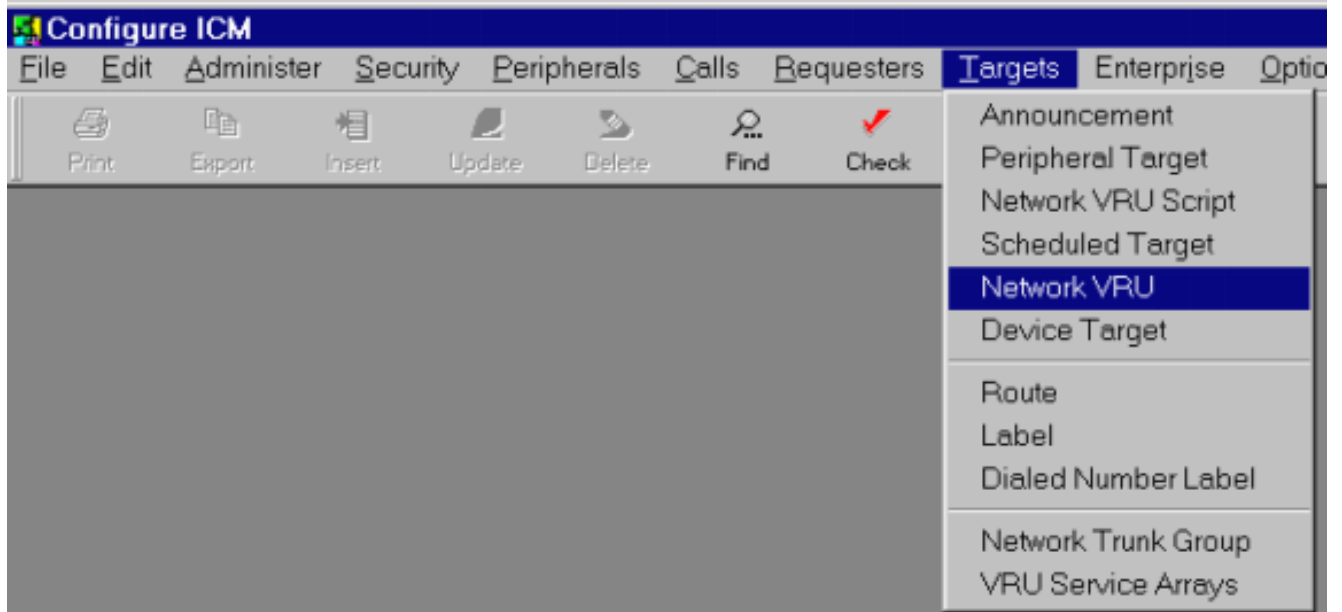 Configure ICM
File Edit Administer Security Peripherals Calls Requesters Targets Enterprise Optio
Print Export Insert Update Delete Find Check
Announcement
Peripheral Target
Network VRU Script
Scheduled Target
Network VRU
Device Target
Route
Label
Dialed Number Label
Network Trunk Group
VRU Service Arrays